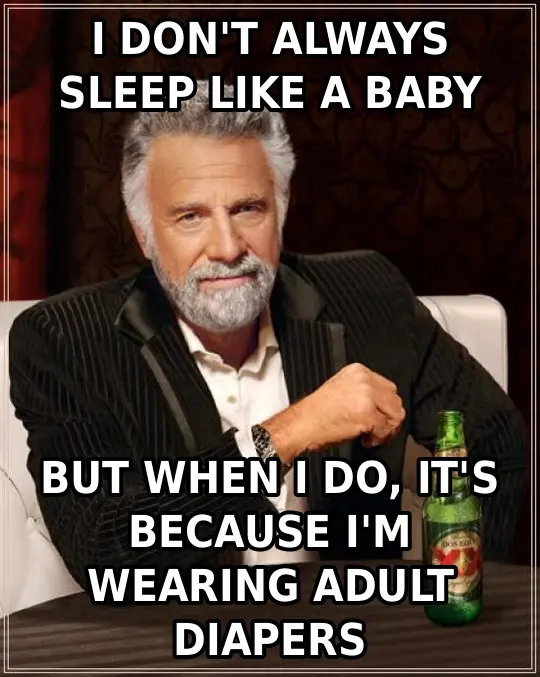 I DON'T ALWAYS
SLEEP LIKE A BABY
BUT WHEN I DO, IT'S
BECAUSE I'M
WEARING ADULT
DIAPERS